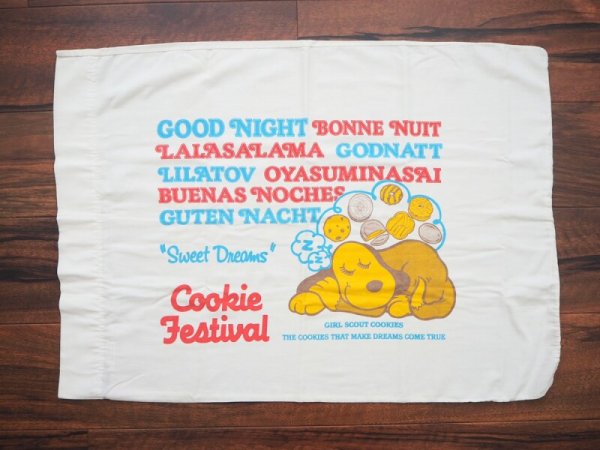 GOOD NIGHT BONNE NUIT
LALASALAMA GODNATT
LILATOV OYASUMINASAI
BUENAS NOCHES
GUTEN NACHT
"Sweet Dreams"
Z Z Z
Cookie
Festival
GIRL SCOUT COOKIES
THE COOKIES THAT MAKE DREAMS COME TRUE